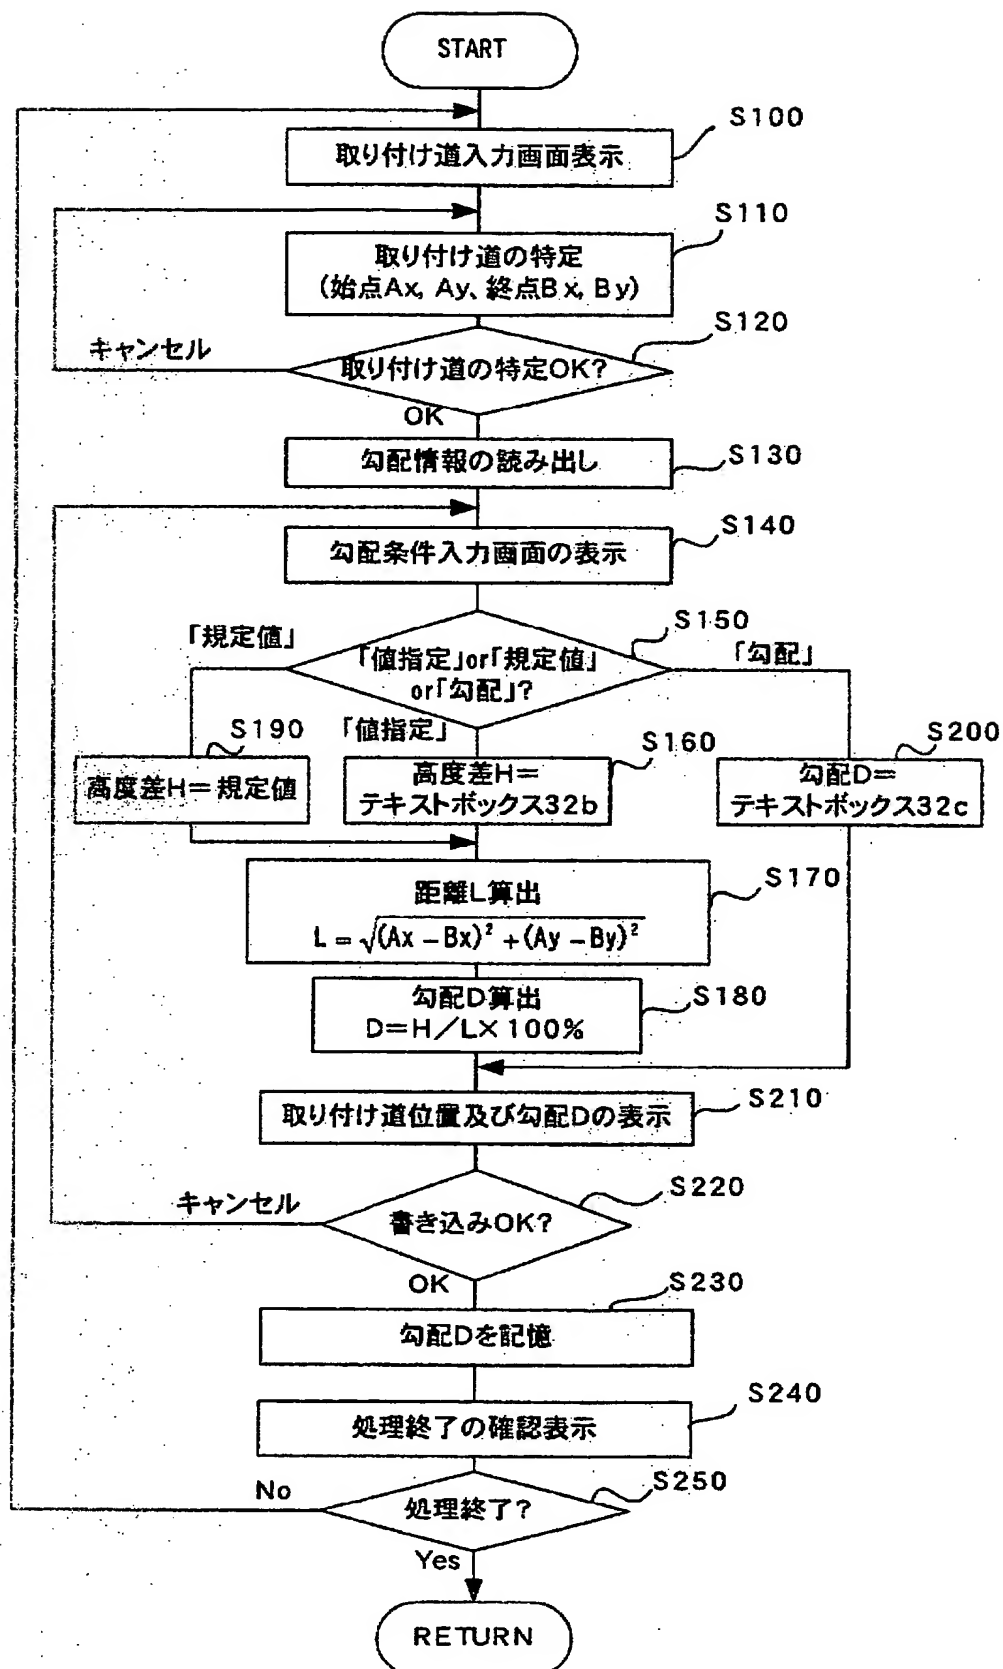 START
S100
取り付け道入力画面表示
S110
取り付け道の特定
(始点Ax, Ay、終点Bx, By)
S120
キャンセル
取り付け道の特定OK?
OK
S130
勾配情報の読み出し
S140
勾配条件入力画面の表示
S150
「規定値」
「値指定」or「規定値」
or「勾配」?
「勾配」
「値指定」
S190
高度差H=規定値
S160
高度差H=
テキストボックス32b
S200
勾配D=
テキストボックス32c
S170
距離L算出
L = √(Ax − Bx)² + (Ay − By)²
S180
勾配D算出
D=H/L×100%
S210
取り付け道位置及び勾配Dの表示
S220
キャンセル
書き込みOK?
OK
S230
勾配Dを記憶
S240
処理終了の確認表示
S250
No
処理終了?
Yes
RETURN